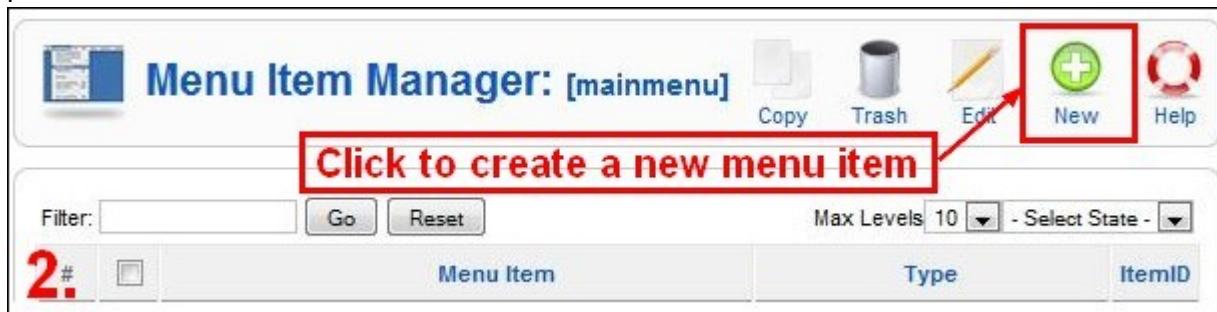 Menu Item Manager: [mainmenu]
Copy Trash Edit New Help
Click to create a new menu item
Filter: Go Reset Max Levels 10 - Select State -
2. # Menu Item Type ItemID